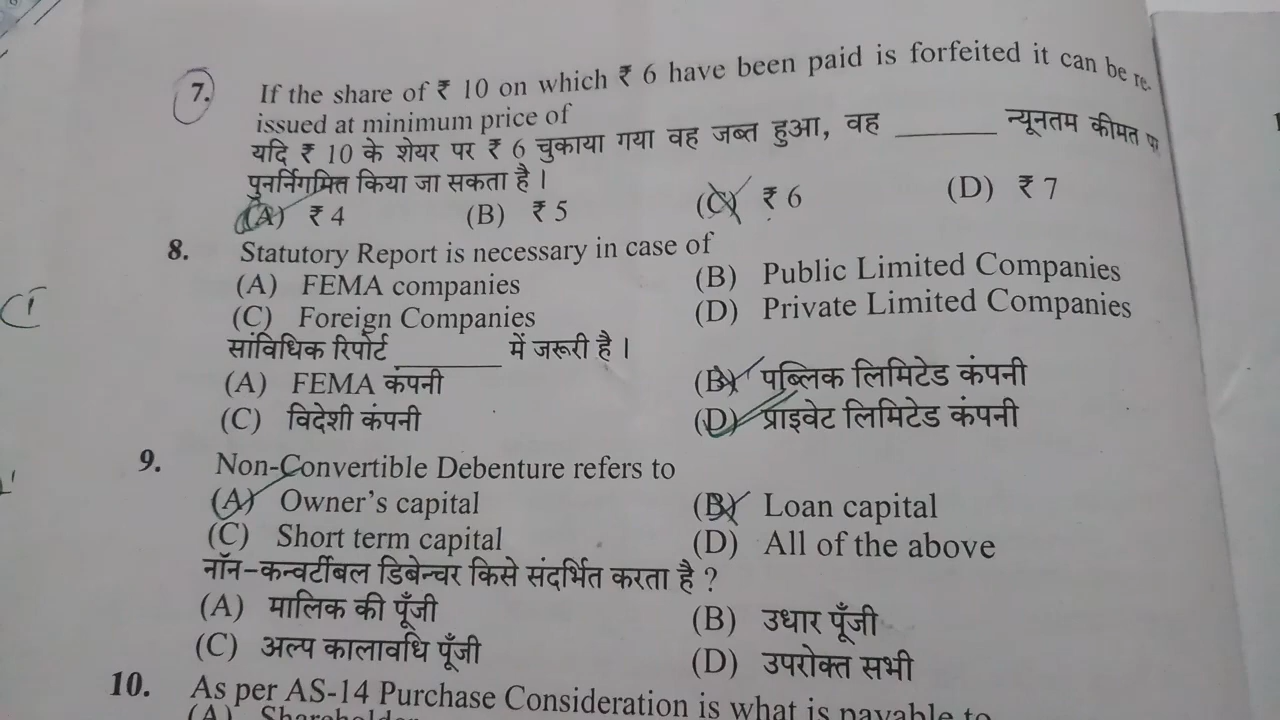 7. If the share of ₹ 10 on which ₹ 6 have been paid is forfeited it can be re-
issued at minimum price of
यदि ₹ 10 के शेयर पर ₹ 6 चुकाया गया वह जब्त हुआ, वह ________ न्यूनतम कीमत पर
पुनर्निगमित किया जा सकता है ।
(A) ₹ 4 (B) ₹ 5 (C) ₹ 6 (D) ₹ 7
8. Statutory Report is necessary in case of
(A) FEMA companies (B) Public Limited Companies
(C) Foreign Companies (D) Private Limited Companies
सांविधिक रिपोर्ट ________ में जरूरी है ।
(A) FEMA कंपनी (B) पब्लिक लिमिटेड कंपनी
(C) विदेशी कंपनी (D) प्राइवेट लिमिटेड कंपनी
9. Non-Convertible Debenture refers to
(A) Owner's capital (B) Loan capital
(C) Short term capital (D) All of the above
नॉन-कन्वर्टीबल डिबेन्चर किसे संदर्भित करता है ?
(A) मालिक की पूँजी (B) उधार पूँजी
(C) अल्प कालावधि पूँजी (D) उपरोक्त सभी
10. As per AS-14 Purchase Consideration is what is payable to
(A) Shareholder